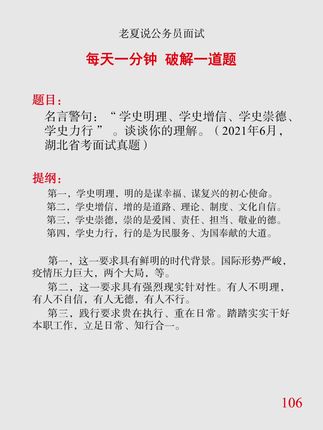 老夏说公务员面试
每天一分钟 破解一道题
题目：
名言警句：“学史明理、学史增信、学史崇德、
学史力行”。谈谈你的理解。（2021年6月，
湖北省考面试真题）
提纲：
第一，学史明理，明的是谋幸福、谋复兴的初心使命。
第二，学史增信，增的是道路、理论、制度、文化自信。
第三，学史崇德，崇的是爱国、责任、担当、敬业的德。
第四，学史力行，行的是为民服务、为国奉献的大道。
第一，这一要求具有鲜明的时代背景。国际形势严峻，
疫情压力巨大，两个大局，等。
第二，这一要求具有强烈现实针对性。有人不明理，
有人不自信，有人无德，有人不行。
第三，践行要求贵在执行、重在日常。踏踏实实干好
本职工作，立足日常、知行合一。
106